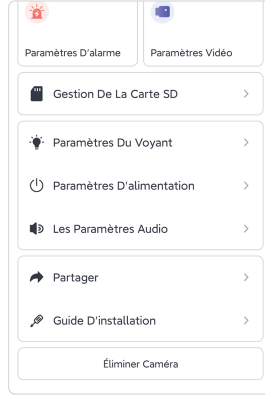 Paramètres D'alarme
Paramètres Vidéo
Gestion De La Carte SD
Paramètres Du Voyant
Paramètres D'alimentation
Les Paramètres Audio
Partager
Guide D'installation
Éliminer Caméra